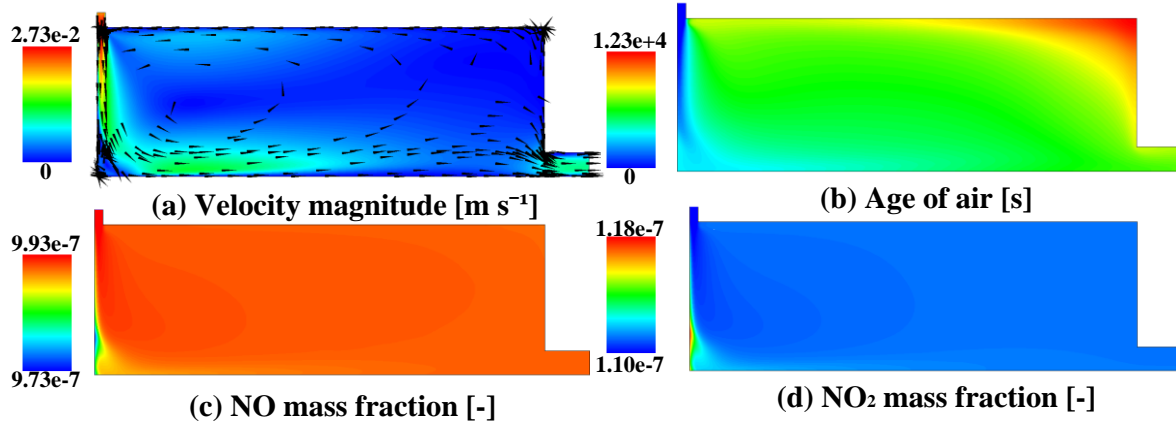 2.73e-2
0
(a) Velocity magnitude [m s⁻¹]
1.23e+4
0
(b) Age of air [s]
9.93e-7
9.73e-7
(c) NO mass fraction [-]
1.18e-7
1.10e-7
(d) NO₂ mass fraction [-]